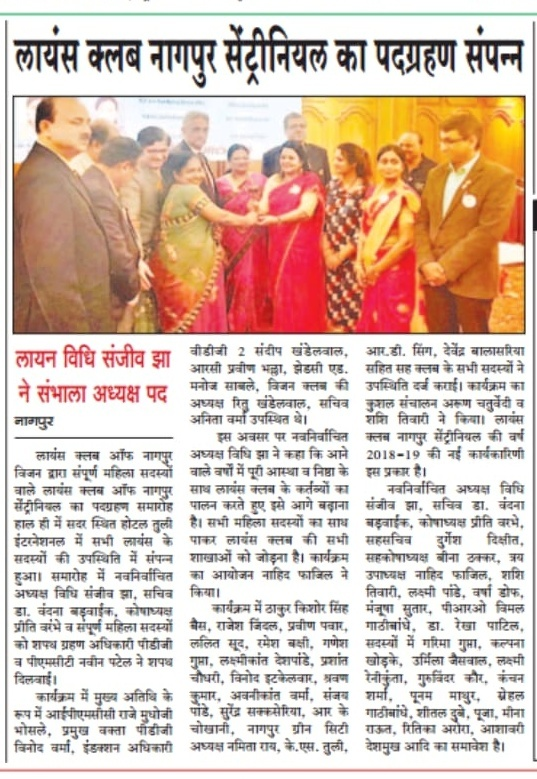 लायंस क्लब नागपुर सेंट्रीनियल का पदग्रहण संपन्न
लायन विधि संजीव झा
ने संभाला अध्यक्ष पद
नागपुर
लायंस क्लब ऑफ नागपुर
विजन द्वारा संपूर्ण महिला सदस्यों
वाले लायंस क्लब ऑफ नागपुर
सेंट्रीनियल का पदग्रहण समारोह
हाल ही में सदर स्थित होटल तुली
इंटरनेशनल में सभी लायंस के
सदस्यों की उपस्थिति में संपन्न
हुआ। समारोह में नवनिर्वाचित
अध्यक्ष विधि संजीव झा, सचिव
डा. वंदना बड़वाईक, कोषाध्यक्ष
प्रीति वरंभे व संपूर्ण महिला सदस्यों
को शपथ ग्रहण अधिकारी पीडीजी
व पीएमसीटी नवीन पटेल ने शपथ
दिलवाई।
कार्यक्रम में मुख्य अतिथि के
रूप में आईपीएमसीसी राजे मुधोजी
भोसले, प्रमुख वक्ता पीडीजी
विनोद वर्मा, इंडक्शन अधिकारी
वीडीजी 2 संदीप खंडेलवाल,
आरसी प्रवीण भल्ला, झेडसी एड.
मनोज साबले, विजन क्लब की
अध्यक्ष रितु खंडेलवाल, सचिव
अनिता वर्मा उपस्थित थे।
इस अवसर पर नवनिर्वाचित
अध्यक्ष विधि झा ने कहा कि आने
वाले वर्षों में पूरी आस्था व निष्ठा के
साथ लायंस क्लब के कर्तव्यों का
पालन करते हुए इसे आगे बढ़ाना
है। सभी महिला सदस्यों का साथ
पाकर लायंस क्लब की सभी
शाखाओं को जोड़ना है। कार्यक्रम
का आयोजन नाहिद फाजिल ने
किया।
कार्यक्रम में ठाकुर किशोर सिंह
बैस, राजेश जिंदल, प्रवीण पवार,
ललित सूद, रमेश बक्षी, गणेश
गुप्ता, लक्ष्मीकांत देशपांडे, प्रशांत
चौधरी, विनोद इटकेलवार, श्रवण
कुमार, अवनीकांत वर्मा, संजय
पांडे, सुरेंद्र सक्कसेरिया, आर के
चोखानी, नागपुर ग्रीन सिटी
अध्यक्ष नमिता राय, के.एस. तुली,
आर.डी. सिंग, देवेंद्र बालासरिया
सहित सह क्लब के सभी सदस्यों ने
उपस्थिति दर्ज कराई। कार्यक्रम का
कुशल संचालन अरूण चतुर्वेदी व
शशि तिवारी ने किया। लायंस
क्लब नागपुर सेंट्रीनियल की वर्ष
2018-19 की नई कार्यकारिणी
इस प्रकार है।
नवनिर्वाचित अध्यक्ष विधि
संजीव झा, सचिव डा. वंदना
बड़वाईक, कोषाध्यक्ष प्रीति वरभे,
सहसचिव दुर्गेश दिक्षीत,
सहकोषाध्यक्ष बीना ठक्कर, त्रय
उपाध्यक्ष नाहिद फाजिल, शशि
तिवारी, लक्ष्मी पांडे, वर्षा डोफ,
मंजूषा सुतार, पीआरओ विमल
गाठीबांधे, डा. रेखा पाटिल,
सदस्यों में गरिमा गुप्ता, कल्पना
खोड़के, उर्मिला जैसवाल, लक्ष्मी
रेनीकुंता, गुरुविंदर कौर, कंचन
शर्मा, पूनम माथुर, स्नेहल
गाठीबांधे, शीतल दुबे, पूजा, मीना
राऊत, रितिका अरोरा, आशावरी
देशमुख आदि का समावेश है।